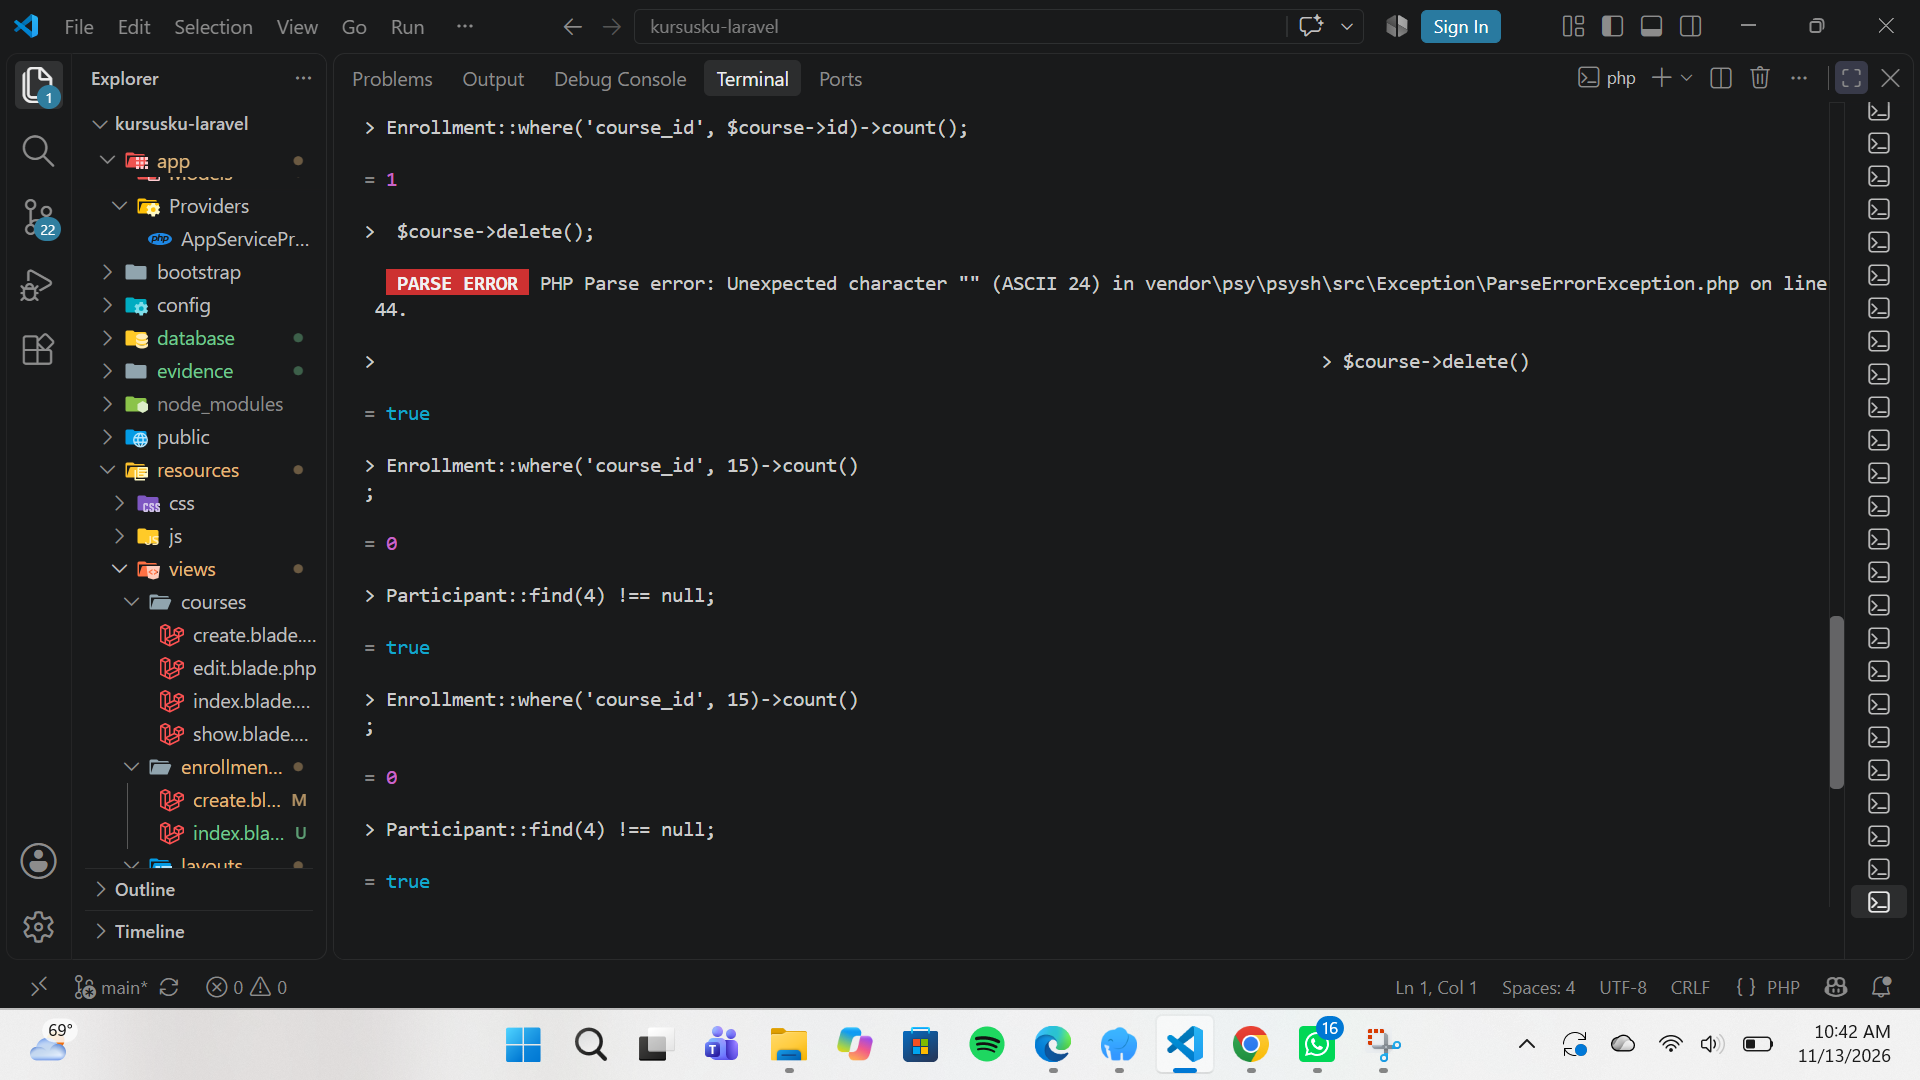 File Edit Selection View Go Run ···
kursusku-laravel
Sign In
Explorer
1
22
kursusku-laravel
app
Models
Providers
php AppServicePr...
bootstrap
config
database
evidence
node_modules
public
resources
css
js
views
courses
create.blade....
edit.blade.php
index.blade....
show.blade....
enrollmen...
create.bl... M
index.bla... U
layouts
Outline
Timeline
Problems Output Debug Console Terminal Ports
php
> Enrollment::where('course_id', $course->id)->count();
= 1
> $course->delete();
PARSE ERROR PHP Parse error: Unexpected character "" (ASCII 24) in vendor\psy\psysh\src\Exception\ParseErrorException.php on line
44.
> > $course->delete()
= true
> Enrollment::where('course_id', 15)->count()
;
= 0
> Participant::find(4) !== null;
= true
> Enrollment::where('course_id', 15)->count()
;
= 0
> Participant::find(4) !== null;
= true
main* 0 0
Ln 1, Col 1 Spaces: 4 UTF-8 CRLF { } PHP
69°
16
10:42 AM
11/13/2026